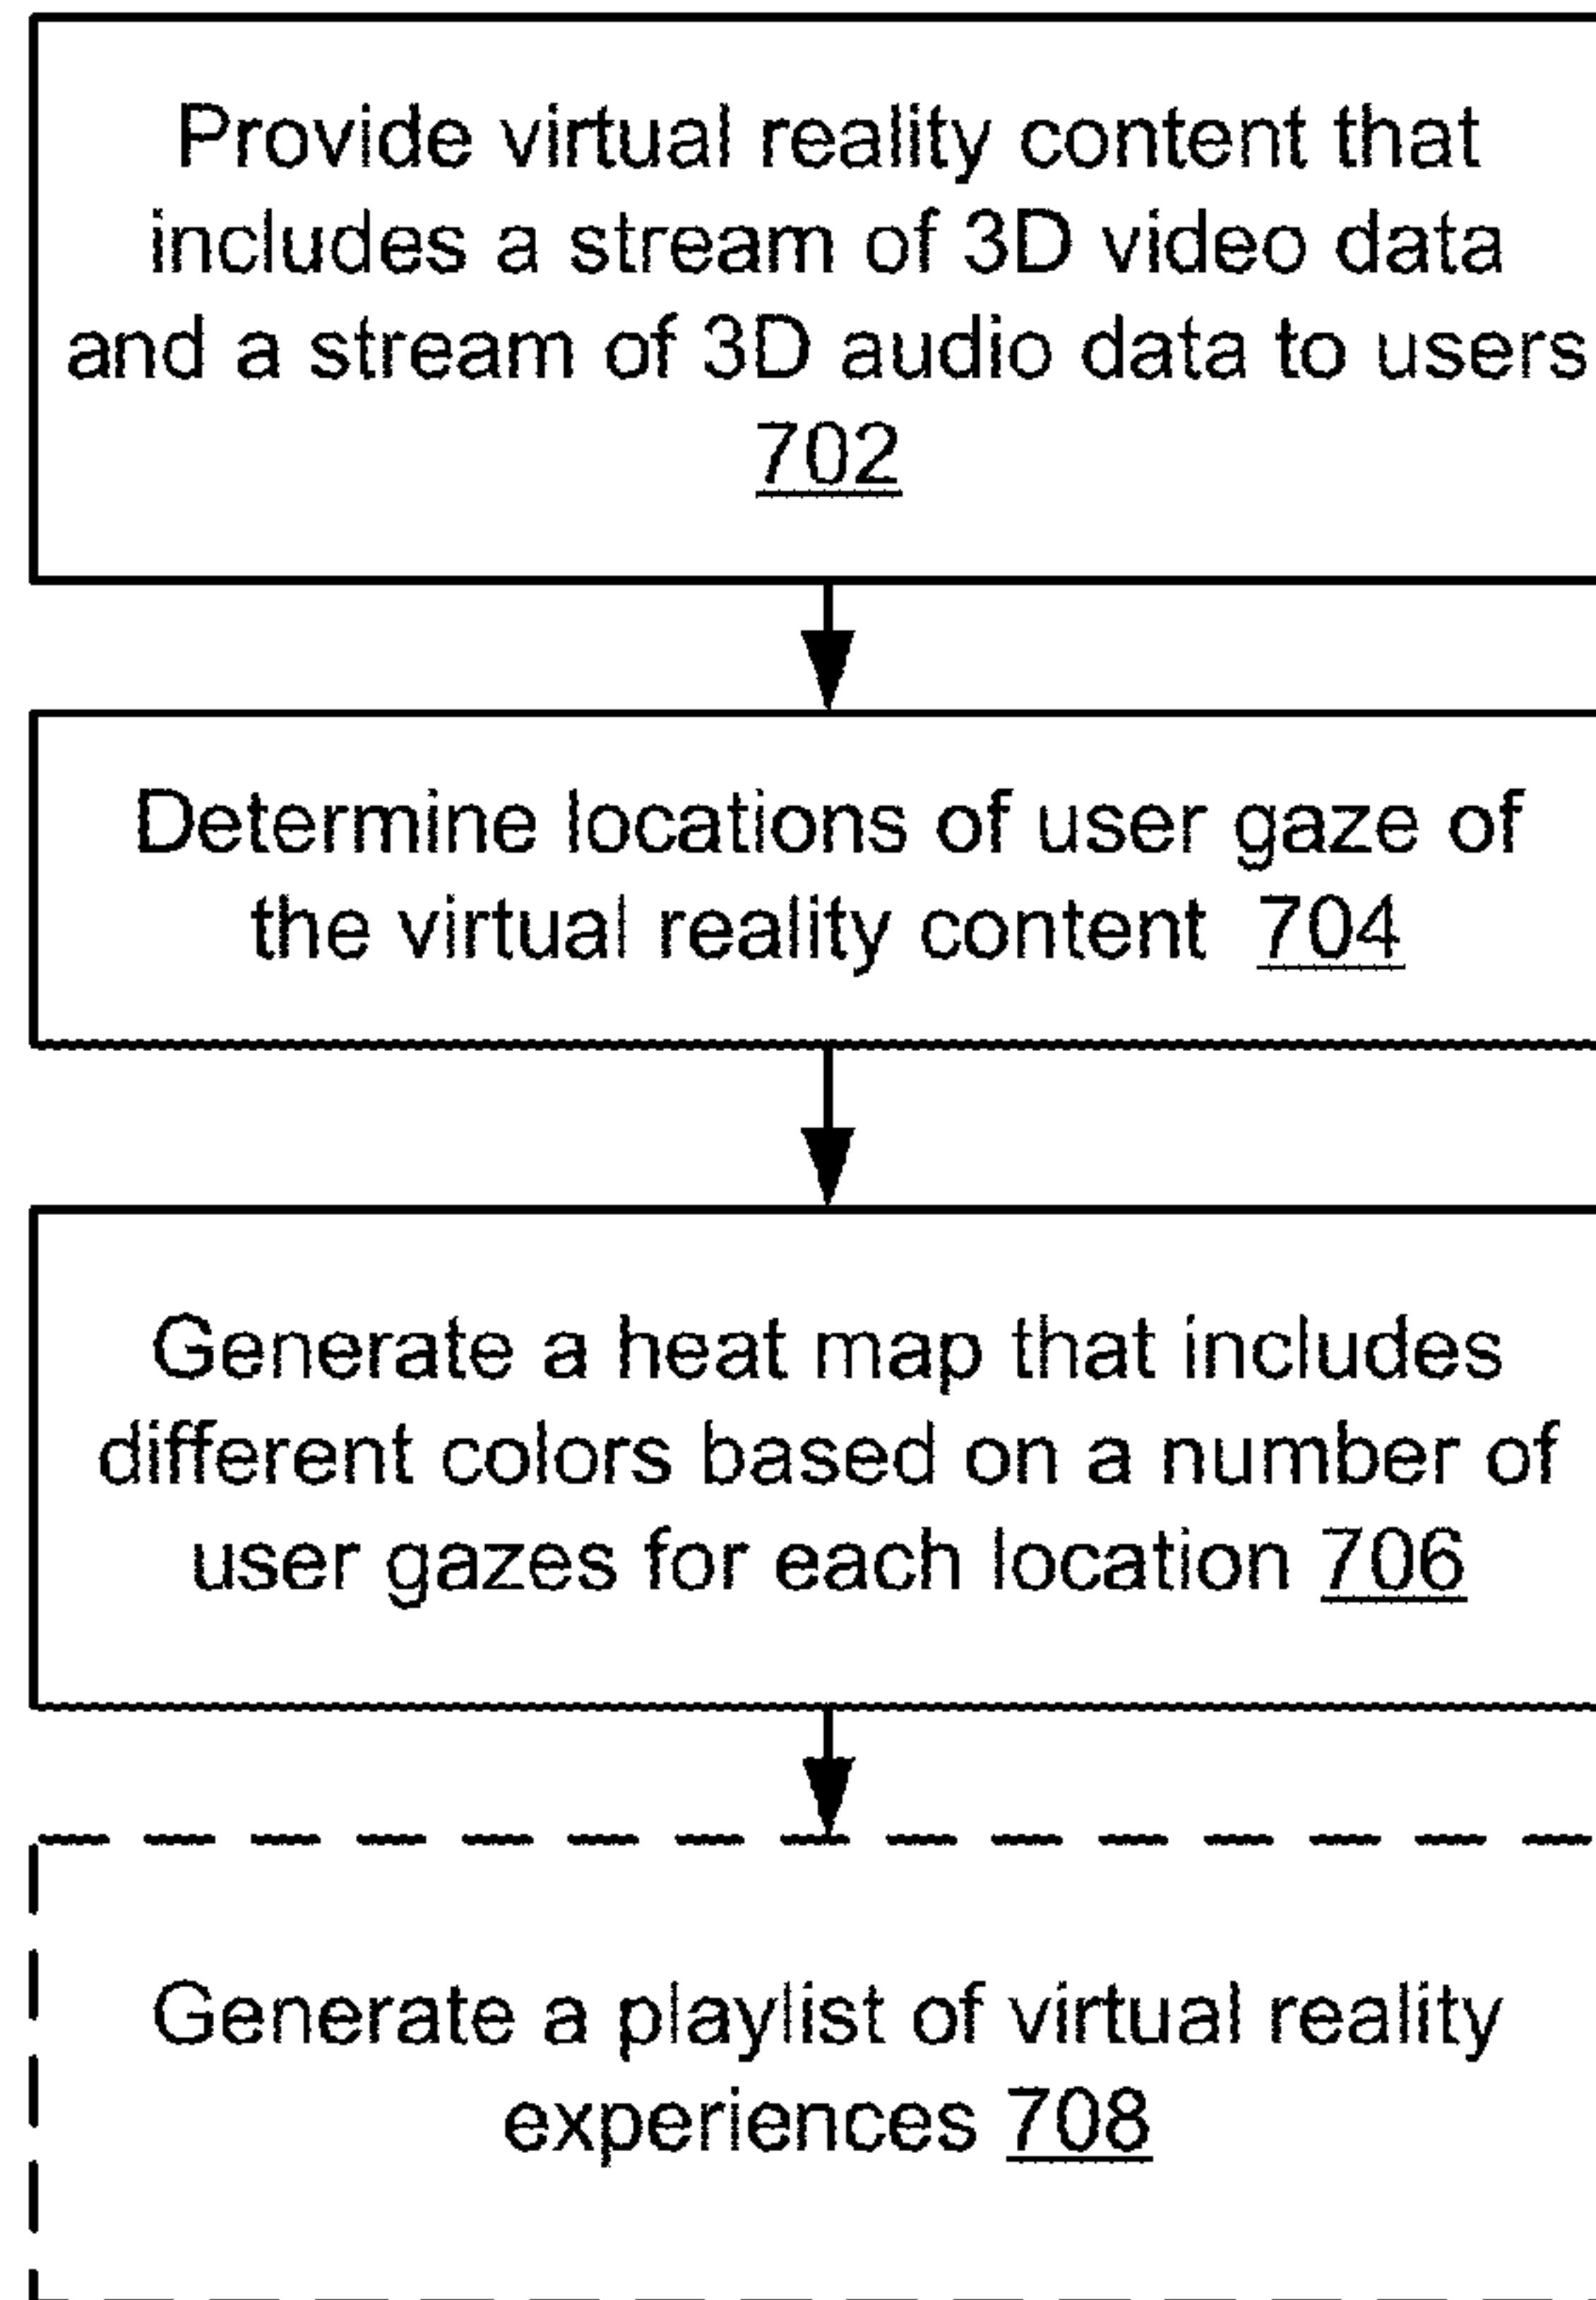 Provide virtual reality content that
includes a stream of 3D video data
and a stream of 3D audio data to users
702
Determine locations of user gaze of
the virtual reality content 704
Generate a heat map that includes
different colors based on a number of
user gazes for each location 706
Generate a playlist of virtual reality
experiences 708